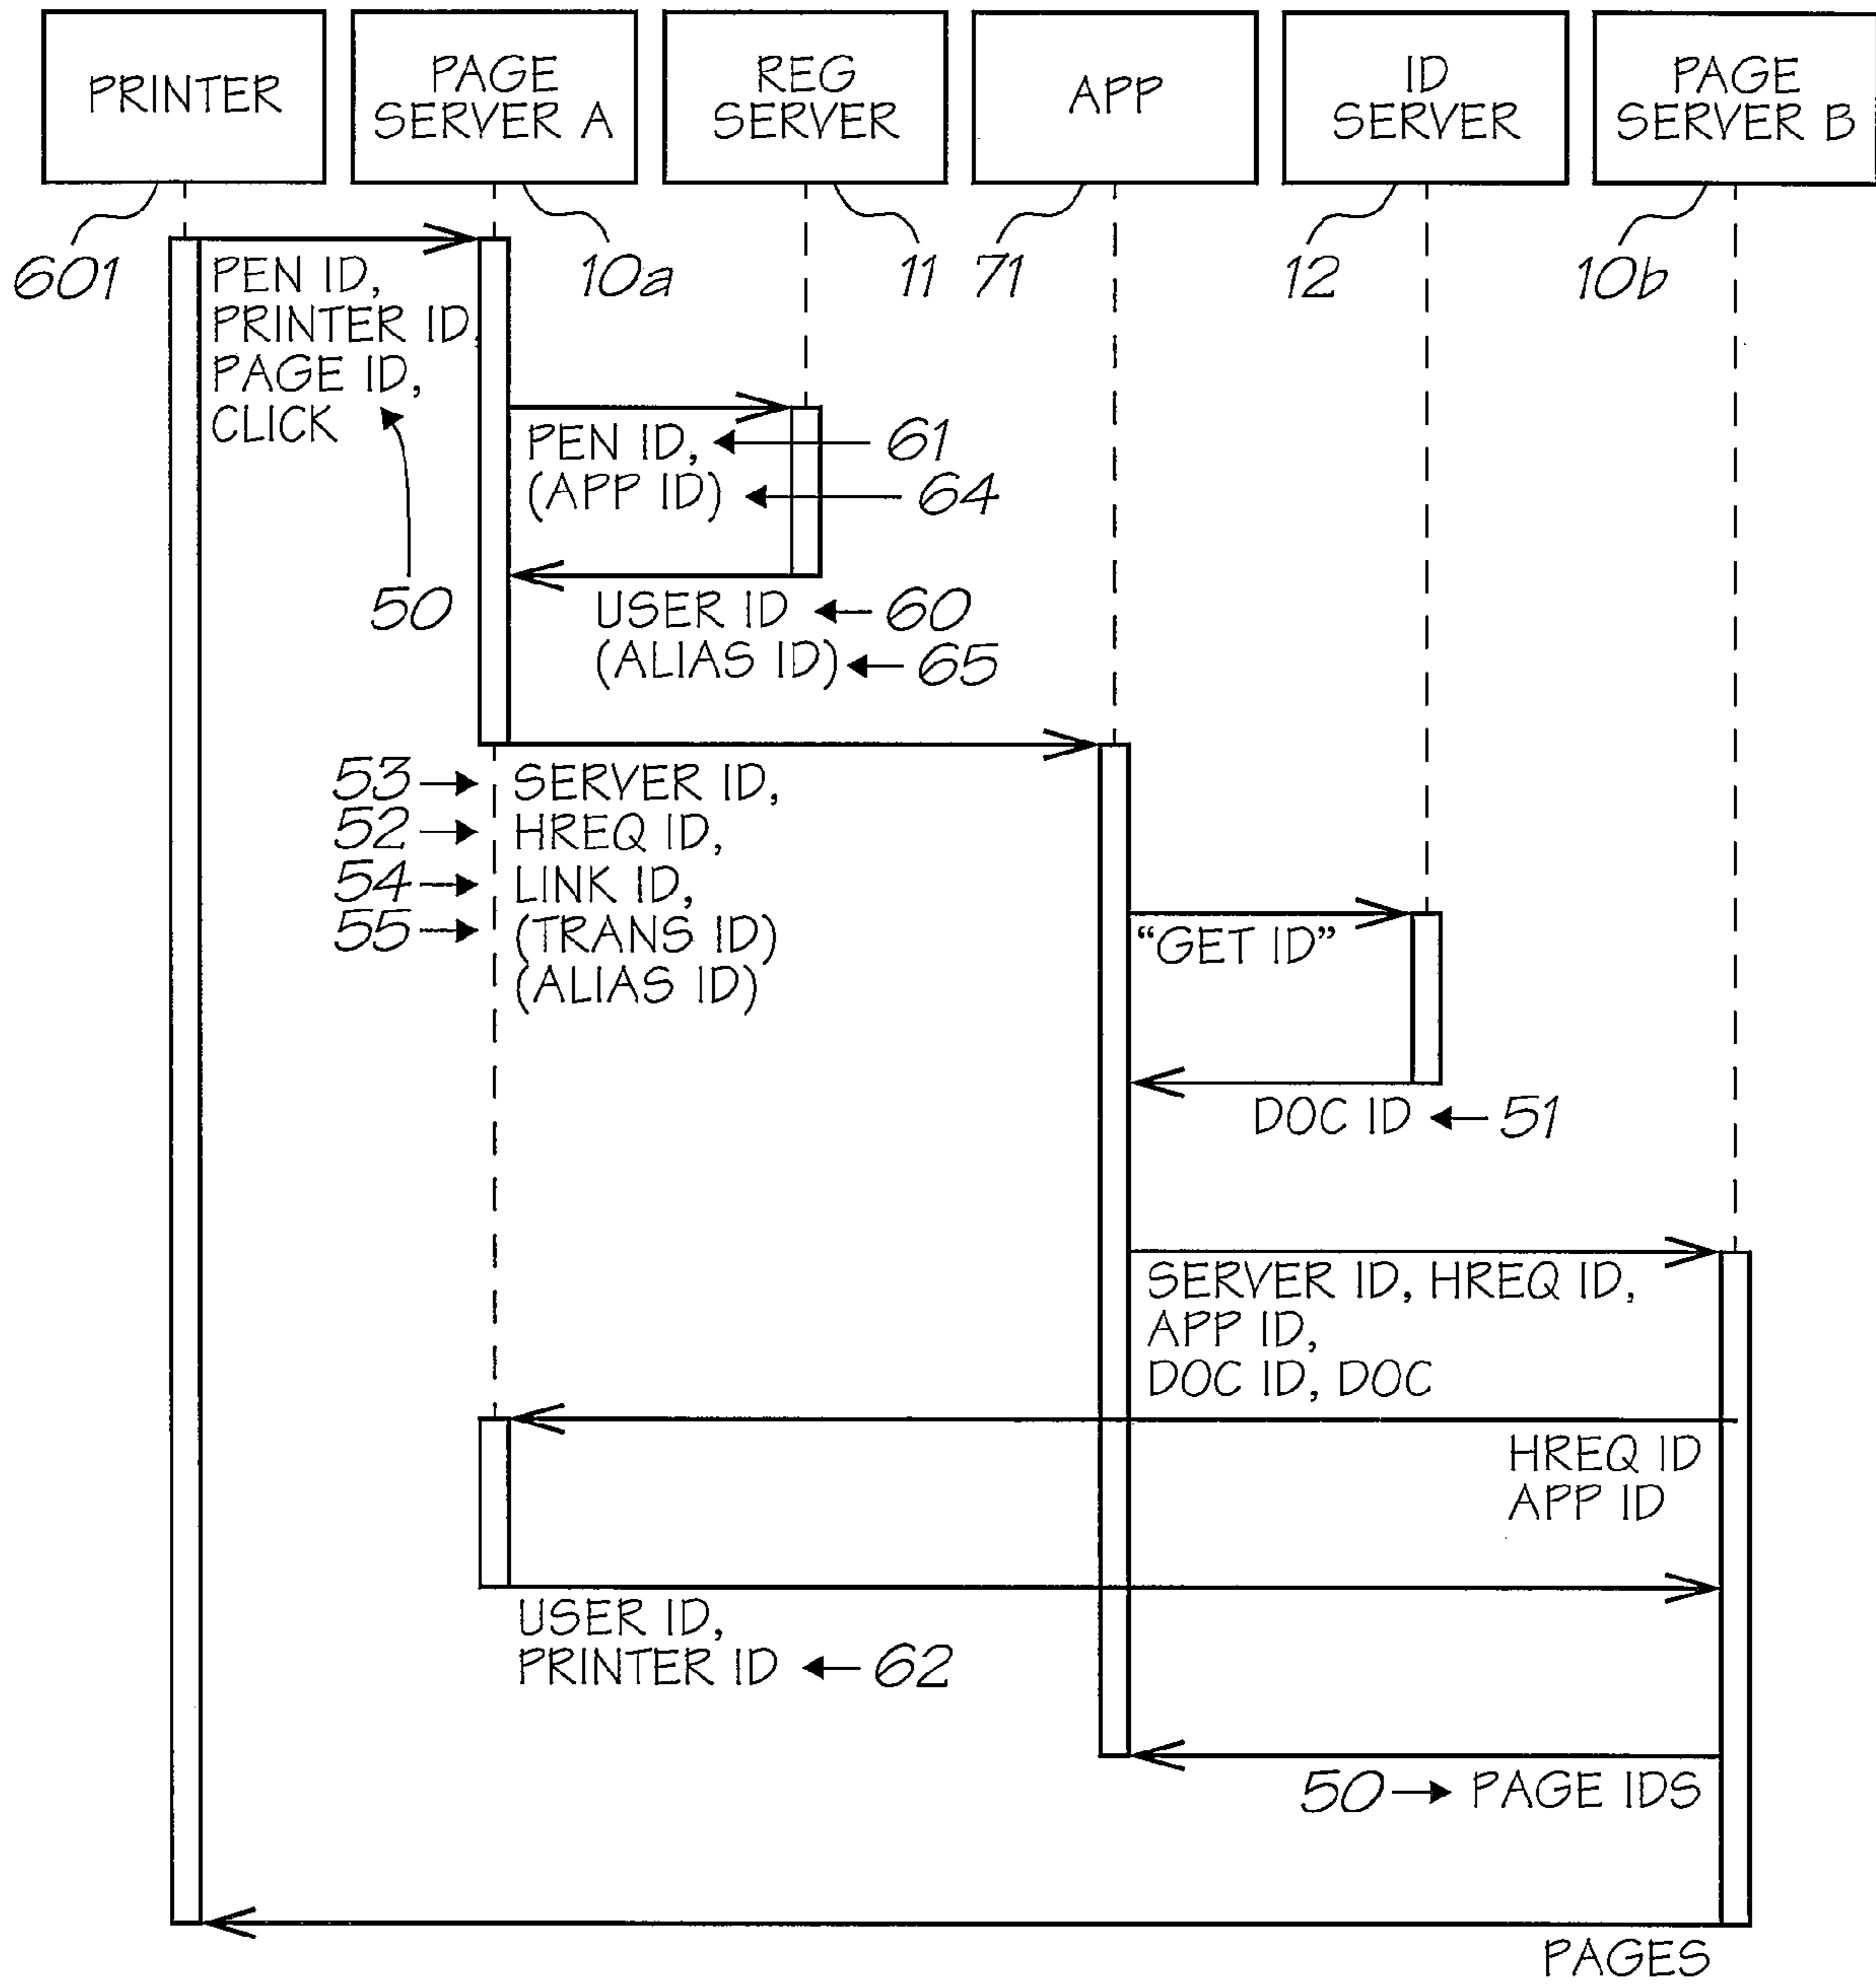 PRINTER
PAGE
SERVER A
REG
SERVER
APP
ID
SERVER
PAGE
SERVER B
601
10a
11
71
12
10b
PEN ID,
PRINTER ID,
PAGE ID,
CLICK
50
PEN ID, 61
(APP ID) 64
USER ID 60
(ALIAS ID) 65
53 SERVER ID,
52 HREQ ID,
54 LINK ID,
55 (TRANS ID)
(ALIAS ID)
“GET ID”
DOC ID 51
SERVER ID, HREQ ID,
APP ID,
DOC ID, DOC
HREQ ID
APP ID
USER ID,
PRINTER ID 62
50 PAGE IDS
PAGES